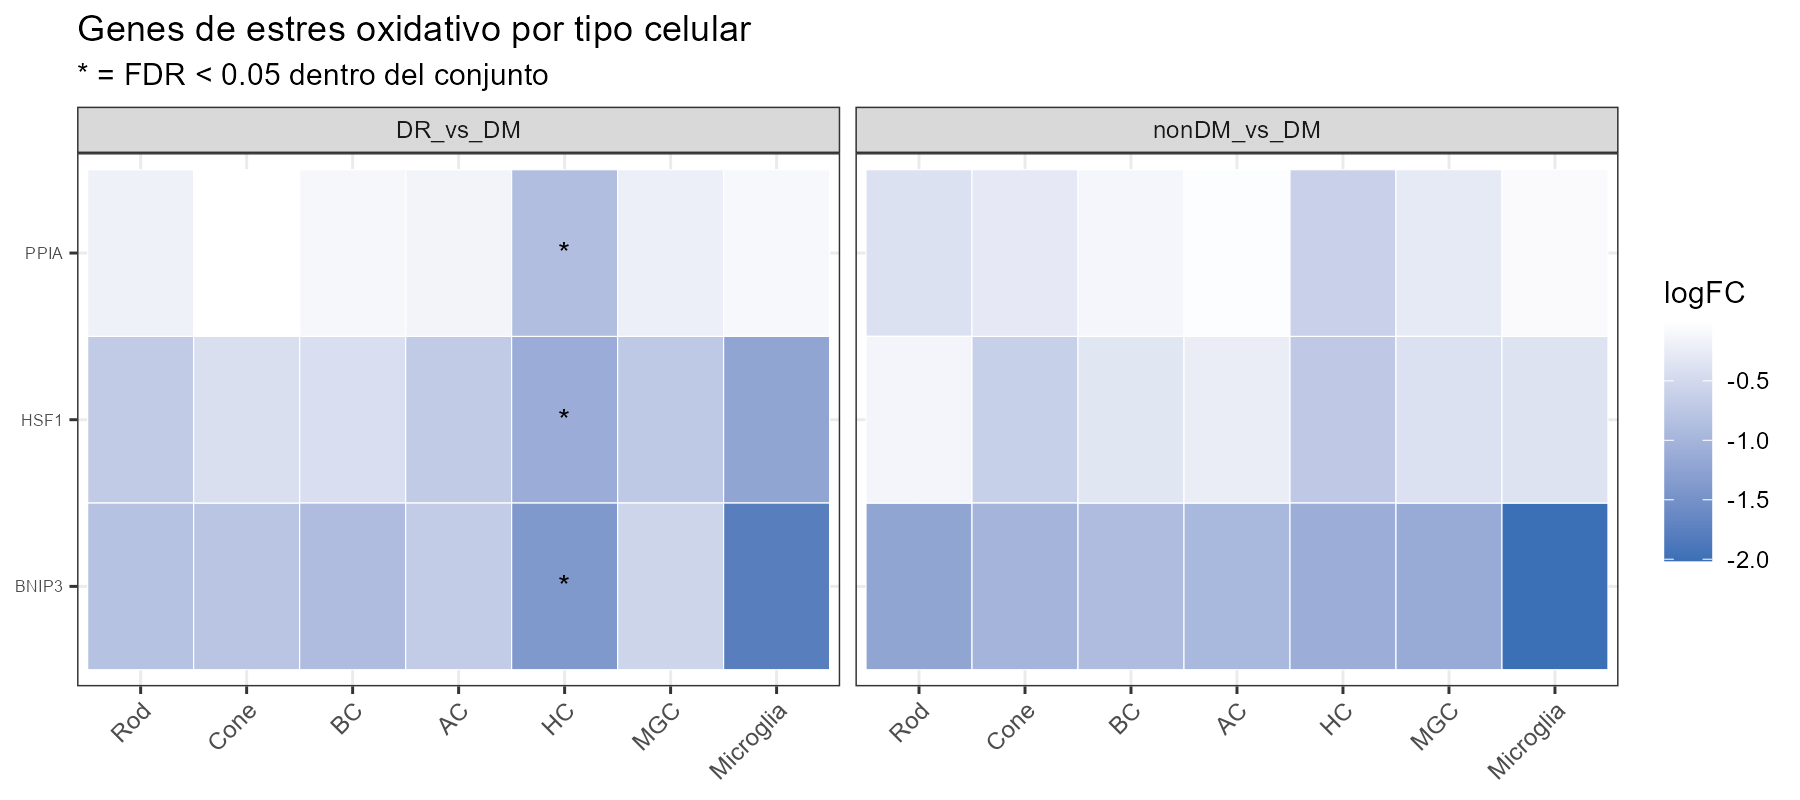 Genes de estres oxidativo por tipo celular
* = FDR < 0.05 dentro del conjunto
DR_vs_DM
nonDM_vs_DM
PPIA
*
HSF1
*
BNIP3
*
Rod
Cone
BC
AC
HC
MGC
Microglia
Rod
Cone
BC
AC
HC
MGC
Microglia
logFC
-0.5
-1.0
-1.5
-2.0